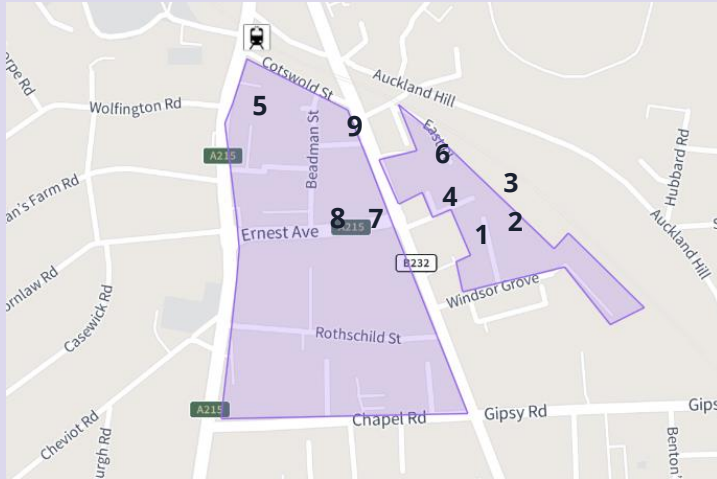 Cotswold St
Auckland Hill
orpe Rd
Wolfington Rd
5
9
Beadman St
A215
6
3
Hubbard Rd
an's Farm Rd
4
8
7
A215
2
1
Ernest Ave
B232
Auckland Hill
ornlaw Rd
Casewick Rd
Windsor Grove
Rothschild St
A215
Chapel Rd
Gipsy Rd
Gips
Cheviot Rd
urgh Rd
Benton'